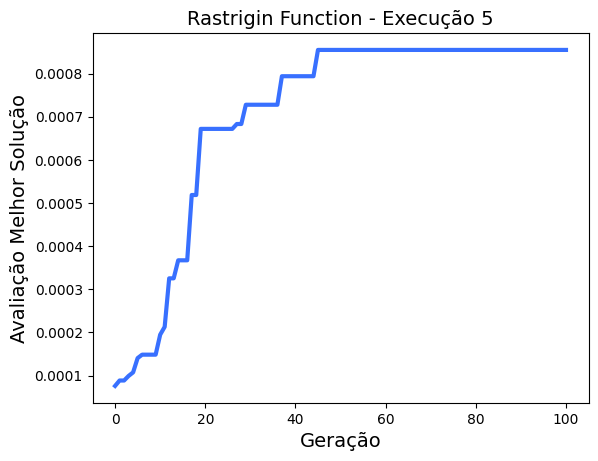 Rastrigin Function - Execução 5
Avaliação Melhor Solução
0.0008
0.0007
0.0006
0.0005
0.0004
0.0003
0.0002
0.0001
0 20 40 60 80 100
Geração